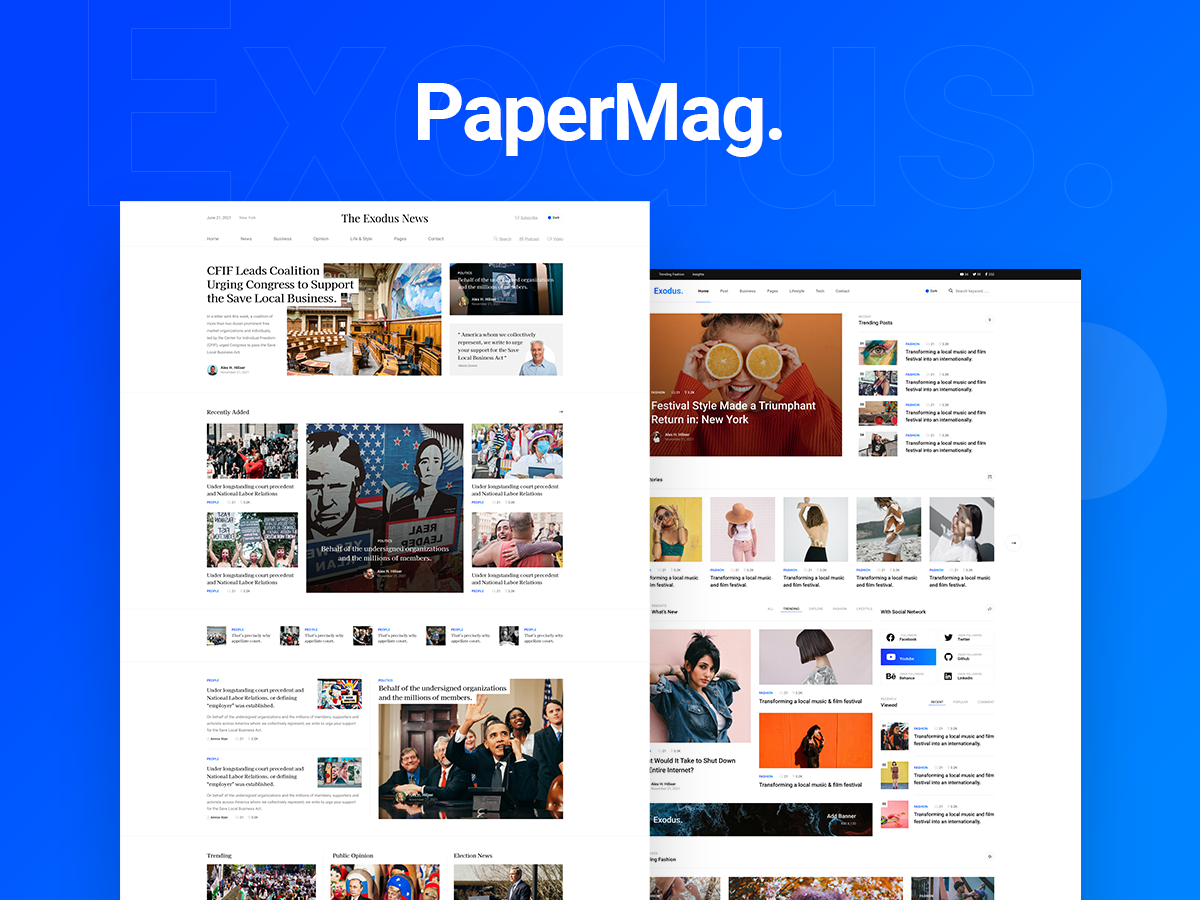 Exodus.
PaperMag.
June 21, 2021
New York
The Exodus News
Subscribe
Dark
Home
News
Business
Opinion
Life & Style
Pages
Contact
Search
Podcast
Video
CFIF Leads Coalition
Urging Congress to Support
the Save Local Business.
In a letter sent this week, a coalition of
more than two dozen prominent free
market organizations and individuals,
led by the Center for Individual Freedom
(CFIF), urged Congress to pass the Save
Local Business Act.
Alex H. Hillser
November 21, 2021
POLITICS
Behalf of the undersigned organizations
and the millions of members.
Alex H. Hillser
" America whom we collectively
represent, we write to urge
your support for the Save
Local Business Act "
Recently Added
Under longstanding court precedent
and National Labor Relations
PEOPLE
21
3.2K
Under longstanding court precedent
and National Labor Relations
PEOPLE
21
3.2K
REAL
LEADER
POLITICS
Behalf of the undersigned organizations
and the millions of members.
Alex H. Hillser
November 21, 2021
Under longstanding court precedent
and National Labor Relations
PEOPLE
21
3.2K
Under longstanding court precedent
and National Labor Relations
PEOPLE
21
3.2K
PEOPLE
That's precisely why
appellate court.
PEOPLE
That's precisely why
appellate court.
PEOPLE
That's precisely why
appellate court.
PEOPLE
That's precisely why
appellate court.
PEOPLE
That's precisely why
appellate court.
PEOPLE
Under longstanding court precedent and
National Labor Relations, or defining
"employer" was established.
On behalf of the undersigned organizations and the millions of members, supporters and
activists across America whom we collectively represent, we write to urge your support
for the Save Local Business Act.
21
3.2K
PEOPLE
Under longstanding court precedent and
National Labor Relations, or defining
"employer" was established.
On behalf of the undersigned organizations and the millions of members, supporters and
activists across America whom we collectively represent, we write to urge your support
for the Save Local Business Act.
21
3.2K
POLITICS
Behalf of the undersigned organizations
and the millions of members.
Trending
Public Opinion
Election News
Trending Fashion
Insights
Exodus.
Home
Post
Business
Pages
Lifestyle
Tech
Contact
Dark
Search keyword.....
FASHION
21
3.2K
Festival Style Made a Triumphant
Return in: New York
Alex H. Hillser
November 21, 2021
RECENT
Trending Posts
01
FASHION
21
3.2K
Transforming a local music and film
festival into an internationally.
02
FASHION
21
3.2K
Transforming a local music and film
festival into an internationally.
03
FASHION
21
3.2K
Transforming a local music and film
festival into an internationally.
04
FASHION
21
3.2K
Transforming a local music and film
festival into an internationally.
tories
21
3.2K
forming a local music
m festival.
FASHION
21
3.2K
Transforming a local music
and film festival.
FASHION
21
3.2K
Transforming a local music
and film festival.
FASHION
21
3.2K
Transforming a local music
and film festival.
FASHION
21
3.2K
Transforming a local music
and film festival.
What's New
ALL
TRENDING
EXPLORE
FASHION
LIFESTYLE
21
3.2K
t Would It Take to Shut Down
Entire Internet?
Alex H. Hillser
November 21, 2021
FASHION
21
3.2K
Transforming a local music & film festival
FASHION
21
3.2K
Transforming a local music & film festival
Exodus.
Add Banner
With Social Network
Facebook
Twitter
Youtube
Github
Behance
LinkedIn
Viewed
RECENT
POPULAR
COMMENT
FASHION
21
3.2K
Transforming a local music and film
festival into an internationally.
FASHION
21
3.2K
Transforming a local music and film
festival into an internationally.
FASHION
21
3.2K
Transforming a local music and film
festival into an internationally.
ing Fashion
FASHION